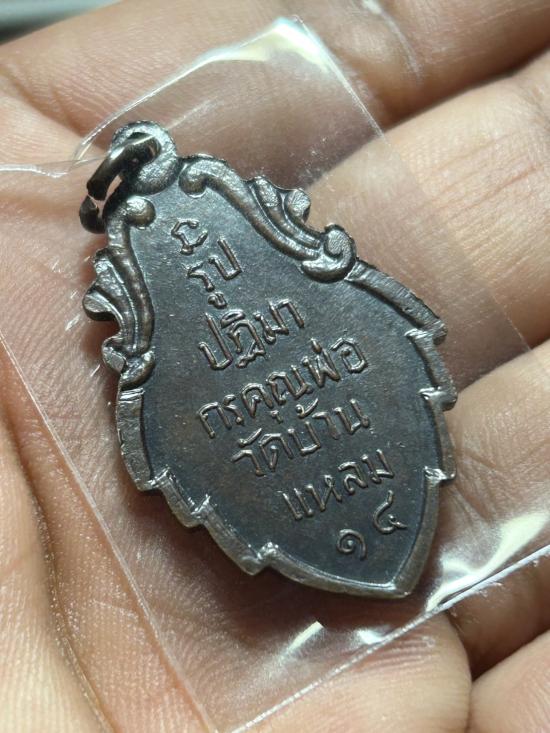 รูป
ปฏิมา
กรคุณพ่อ
วัดบ้าน
แหลม
๑๔